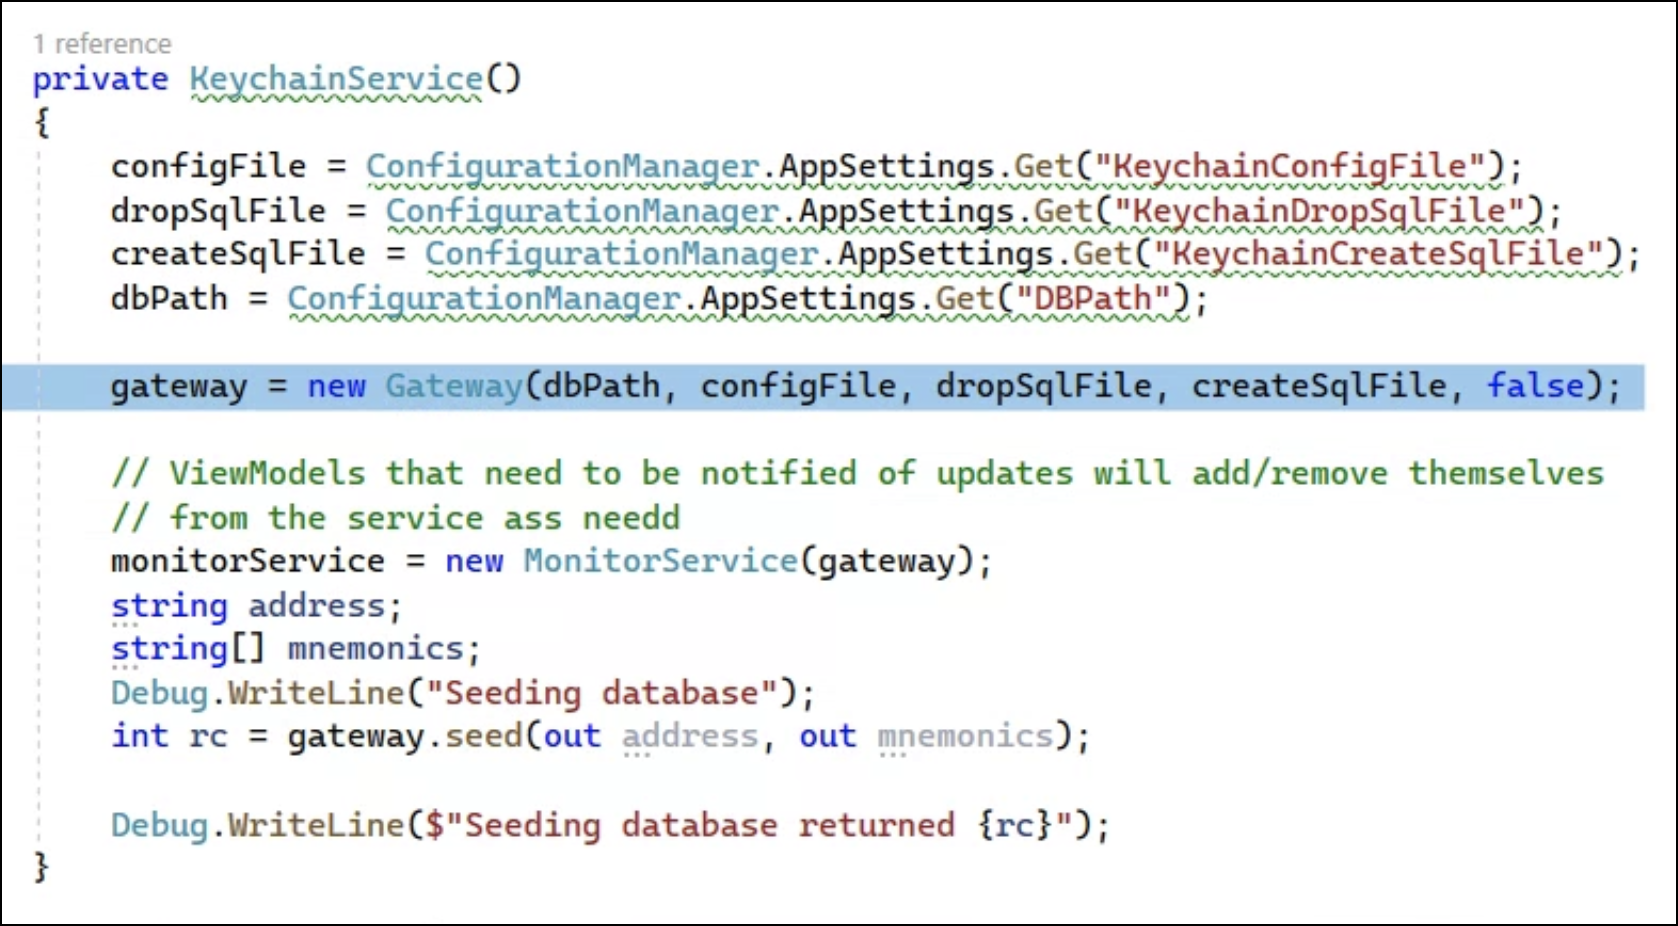 1 reference
private KeychainService()
{
configFile = ConfigurationManager.AppSettings.Get("KeychainConfigFile");
dropSqlFile = ConfigurationManager.AppSettings.Get("KeychainDropSqlFile");
createSqlFile = ConfigurationManager.AppSettings.Get("KeychainCreateSqlFile");
dbPath = ConfigurationManager.AppSettings.Get("DBPath");
gateway = new Gateway(dbPath, configFile, dropSqlFile, createSqlFile, false);
// ViewModels that need to be notified of updates will add/remove themselves
// from the service ass needd
monitorService = new MonitorService(gateway);
string address;
string[] mnemonics;
Debug.WriteLine("Seeding database");
int rc = gateway.seed(out address, out mnemonics);
Debug.WriteLine($"Seeding database returned {rc}");
}